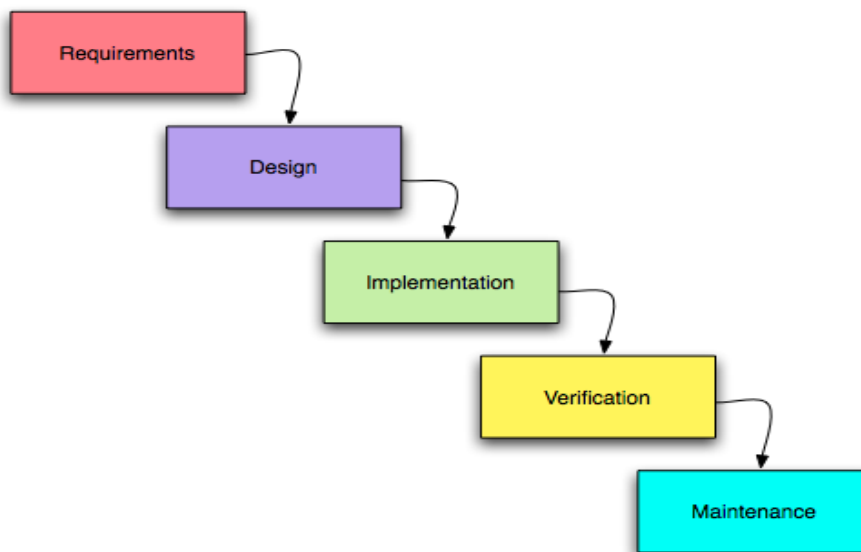 Requirements
Design
Implementation
Verification
Maintenance